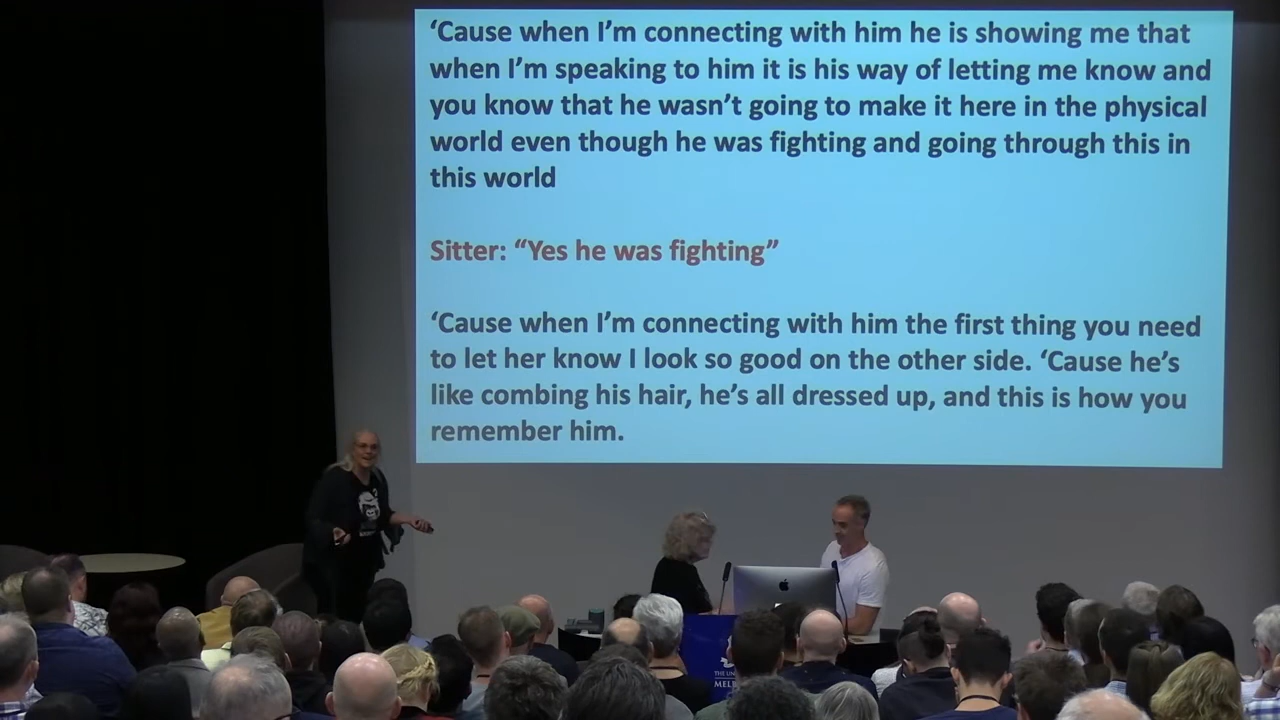 ‘Cause when I’m connecting with him he is showing me that
when I’m speaking to him it is his way of letting me know and
you know that he wasn’t going to make it here in the physical
world even though he was fighting and going through this in
this world
Sitter: “Yes he was fighting”
‘Cause when I’m connecting with him the first thing you need
to let her know I look so good on the other side. ‘Cause he’s
like combing his hair, he’s all dressed up, and this is how you
remember him.
THE UN
MELB